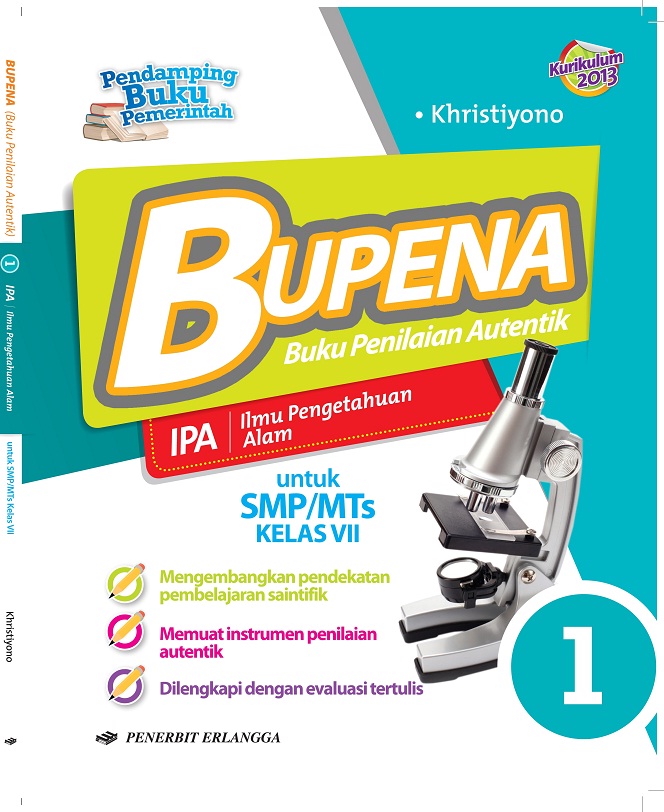 BUPENA (Buku Penilaian Autentik)
1
IPA | Ilmu Pengetahuan Alam
untuk SMP/MTs Kelas VII
Khristiyono
Pendamping
Buku
Pemerintah
Kurikulum
2013
• Khristiyono
BUPENA
Buku Penilaian Autentik
IPA | Ilmu Pengetahuan
Alam
untuk
SMP/MTs
KELAS VII
Mengembangkan pendekatan
pembelajaran saintifik
Memuat instrumen penilaian
autentik
Dilengkapi dengan evaluasi tertulis
1
PENERBIT ERLANGGA